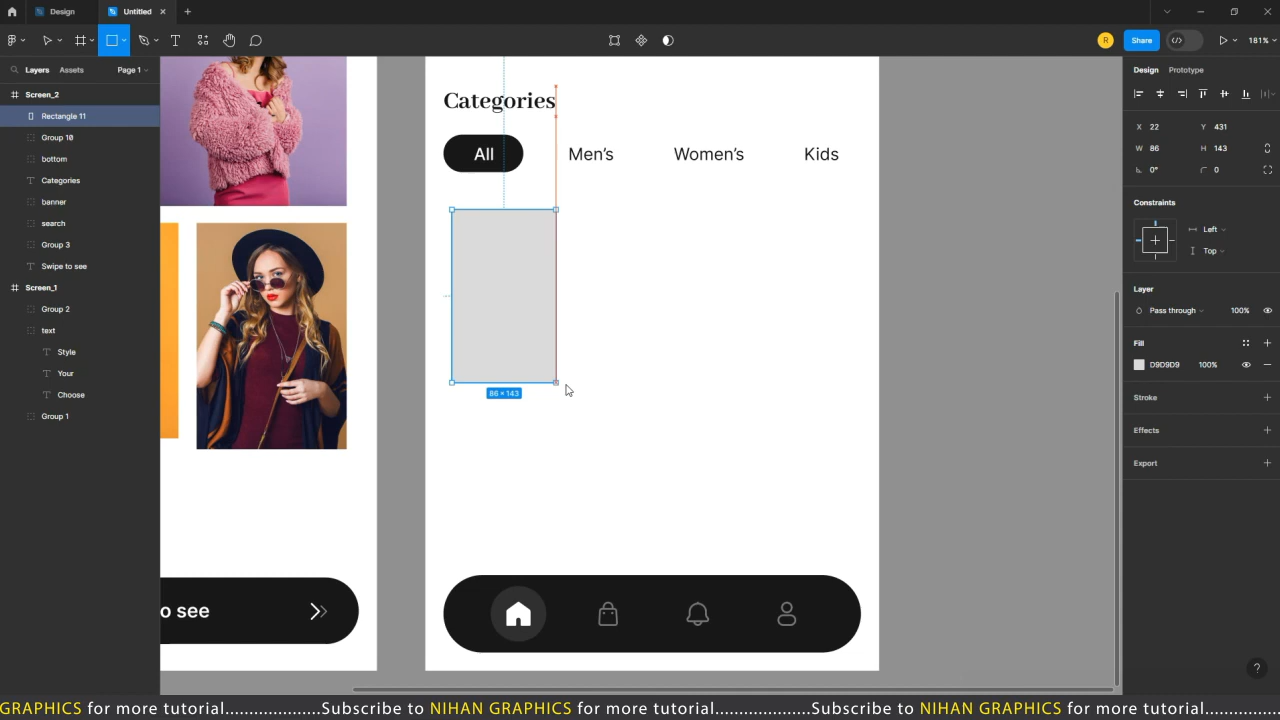 Design
Untitled
R
Share
181%
Layers
Assets
Page 1
Screen_2
Rectangle 11
Group 10
bottom
Categories
banner
search
Group 3
Swipe to see
Screen_1
Group 2
text
Style
Your
Choose
Group 1
Categories
All
Men's
Women's
Kids
86 × 143
o see
Design
Prototype
X 22
Y 431
W 86
H 143
0°
0
Constraints
Left
Top
Layer
Pass through
100%
Fill
D9D9D9
100%
Stroke
Effects
Export
?
GRAPHICS for more tutorial....................Subscribe to NIHAN GRAPHICS for more tutorial....................Subscribe to NIHAN GRAPHICS for more tutorial...............